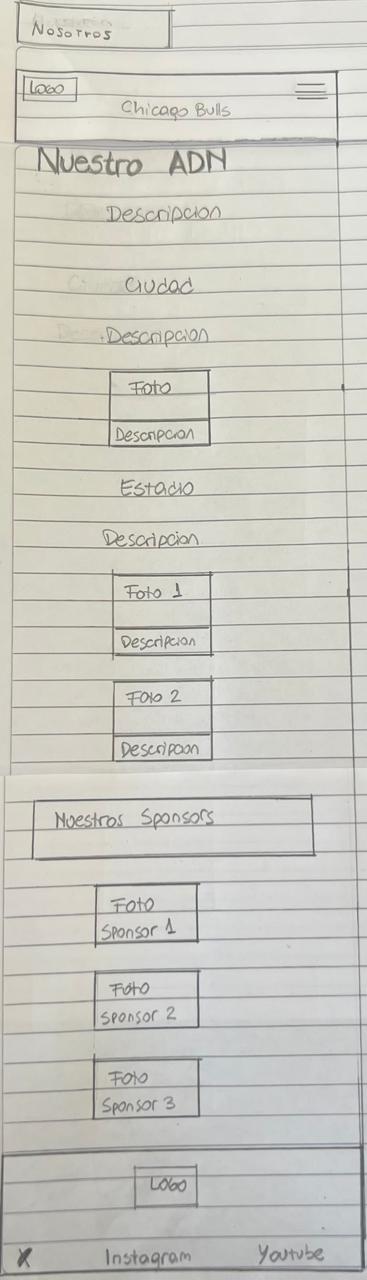 Nosotros
Logo
Chicago Bulls
Nuestro ADN
Descripcion
Ciudad
Descripcion
Foto
Descripcion
Estadio
Descripcion
Foto 1
Descripcion
Foto 2
Descripcion
Nuestros Sponsors
Foto
Sponsor 1
Foto
Sponsor 2
Foto
Sponsor 3
Logo
X Instagram Youtube